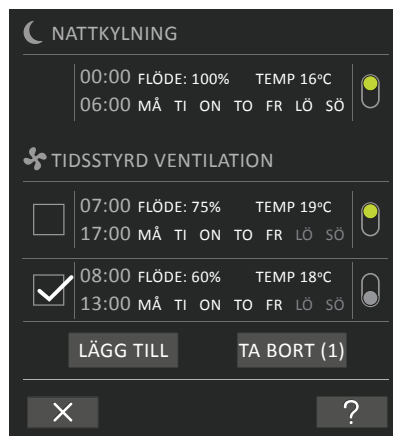 NATTKYLNING
00:00 FLÖDE: 100% TEMP 16°C
06:00 MÅ TI ON TO FR LÖ SÖ
TIDSSTYRD VENTILATION
07:00 FLÖDE: 75% TEMP 19°C
17:00 MÅ TI ON TO FR LÖ SÖ
08:00 FLÖDE: 60% TEMP 18°C
13:00 MÅ TI ON TO FR LÖ SÖ
LÄGG TILL TA BORT (1)
?